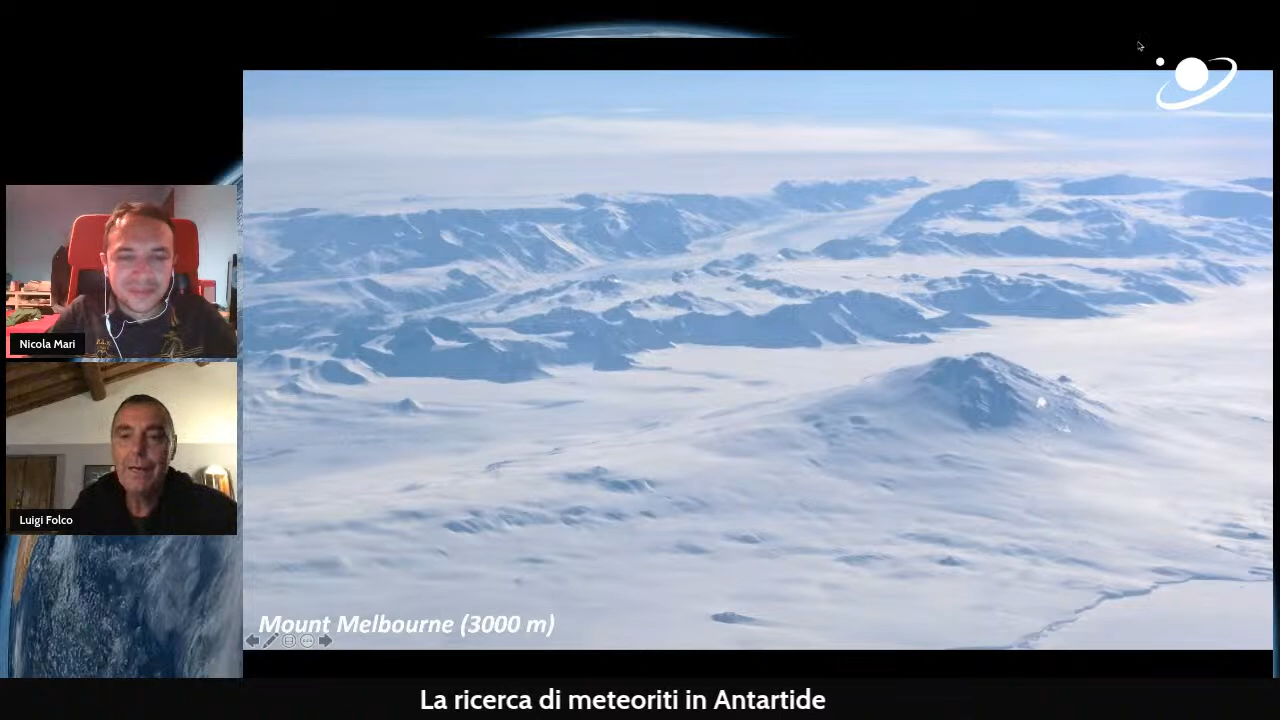 Nicola Mari
Luigi Folco
Mount Melbourne (3000 m)
La ricerca di meteoriti in Antartide